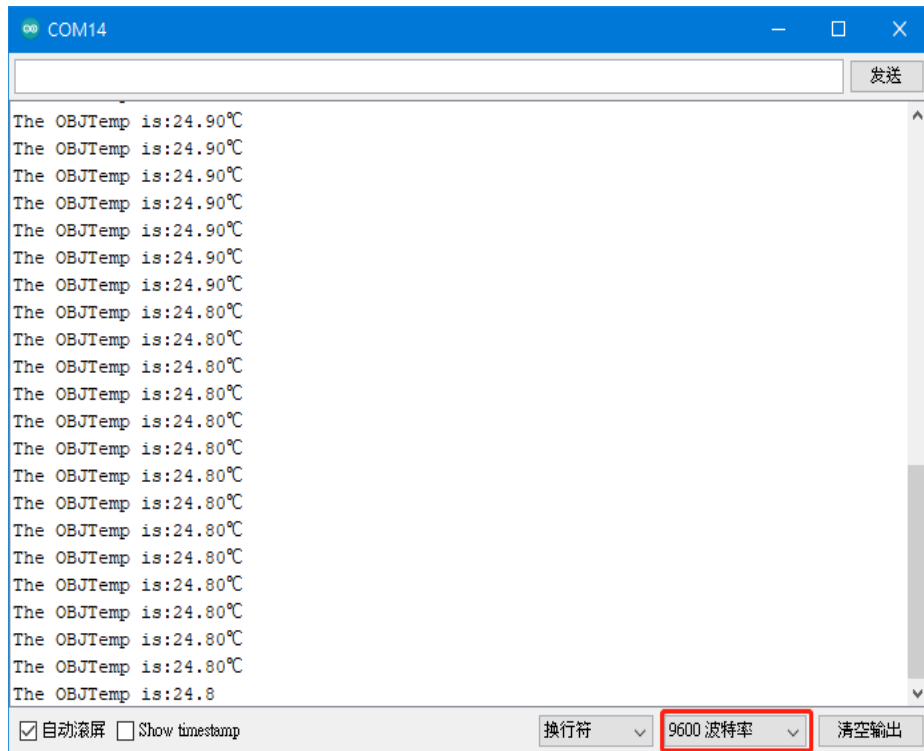 COM14
发送
The OBJTemp is:24.90℃
The OBJTemp is:24.90℃
The OBJTemp is:24.90℃
The OBJTemp is:24.90℃
The OBJTemp is:24.90℃
The OBJTemp is:24.90℃
The OBJTemp is:24.90℃
The OBJTemp is:24.80℃
The OBJTemp is:24.80℃
The OBJTemp is:24.80℃
The OBJTemp is:24.80℃
The OBJTemp is:24.80℃
The OBJTemp is:24.80℃
The OBJTemp is:24.80℃
The OBJTemp is:24.80℃
The OBJTemp is:24.80℃
The OBJTemp is:24.80℃
The OBJTemp is:24.80℃
The OBJTemp is:24.80℃
The OBJTemp is:24.80℃
The OBJTemp is:24.80℃
The OBJTemp is:24.8
自动滚屏 Show timestamp 换行符 9600 波特率 清空输出